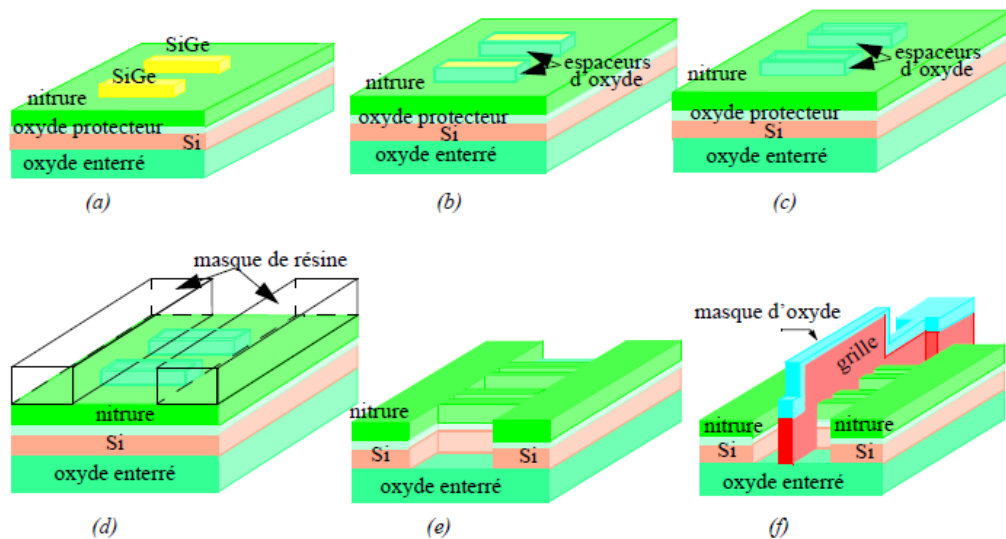 SiGe
SiGe
nitrure
oxyde protecteur
Si
oxyde enterré
(a)
espaceurs
d'oxyde
nitrure
oxyde protecteur
Si
oxyde enterré
(b)
espaceurs
d'oxyde
nitrure
oxyde protecteur
Si
oxyde enterré
(c)
masque de résine
nitrure
Si
oxyde enterré
(d)
nitrure
Si
Si
oxyde enterré
(e)
masque d'oxyde
grille
nitrure
nitrure
Si
Si
oxyde enterré
(f)